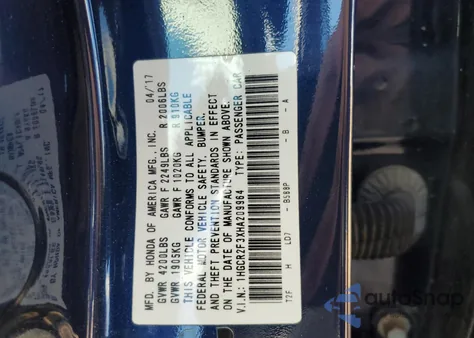 MFD. BY HONDA OF AMERICA MFG., INC. 04/17
GVWR 4200LBS GAWR F 2249LBS R 2006LBS
GVWR 1905KG GAWR F 1020KG R 910KG
THIS VEHICLE CONFORMS TO ALL APPLICABLE
FEDERAL MOTOR VEHICLE SAFETY, BUMPER,
AND THEFT PREVENTION STANDARDS IN EFFECT
ON THE DATE OF MANUFACTURE SHOWN ABOVE.
V.I.N.: 1HGCR2F3XHA209984 TYPE: PASSENGER CAR
T2F H LD7 -B588P -B -A
autoSnap